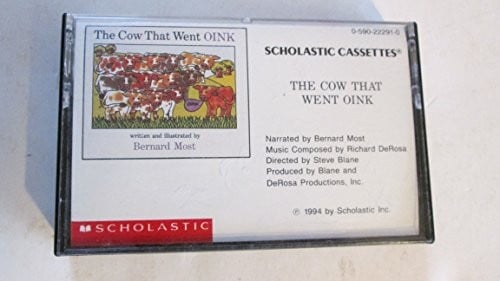 The Cow That Went OINK
OINK
written and illustrated by
Bernard Most
SCHOLASTIC
0-590-22291-0
SCHOLASTIC CASSETTES®
THE COW THAT
WENT OINK
Narrated by Bernard Most
Music Composed by Richard DeRosa
Directed by Steve Blane
Produced by Blane and
DeRosa Productions, Inc.
℗ 1994 by Scholastic Inc.